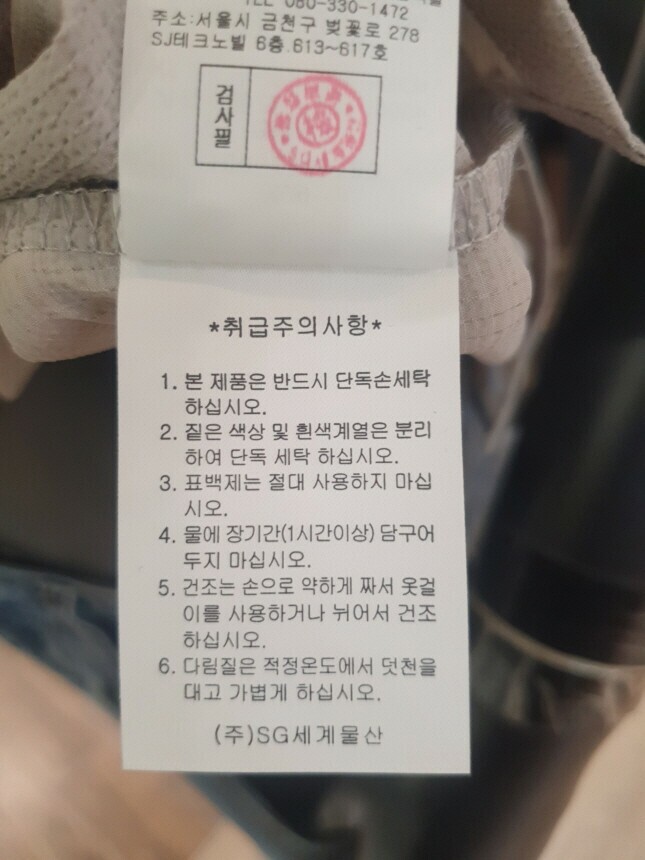 TEL 080-330-1472
주소:서울시 금천구 벚꽃로 278
SJ테크노빌 6층.613~617호
검사필
*취급주의사항*
1. 본 제품은 반드시 단독손세탁
하십시오.
2. 짙은 색상 및 흰색계열은 분리
하여 단독 세탁 하십시오.
3. 표백제는 절대 사용하지 마십
시오.
4. 물에 장기간(1시간이상) 담구어
두지 마십시오.
5. 건조는 손으로 약하게 짜서 옷걸
이를 사용하거나 뉘어서 건조
하십시오.
6. 다림질은 적정온도에서 덧천을
대고 가볍게 하십시오.
(주)SG세계물산